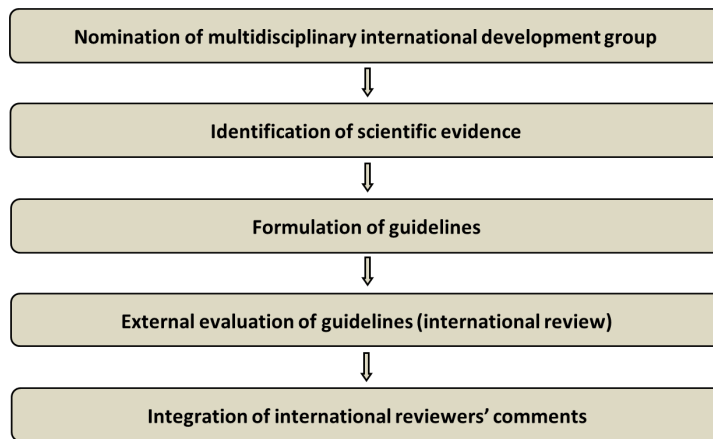 Nomination of multidisciplinary international development group
Identification of scientific evidence
Formulation of guidelines
External evaluation of guidelines (international review)
Integration of international reviewers’ comments